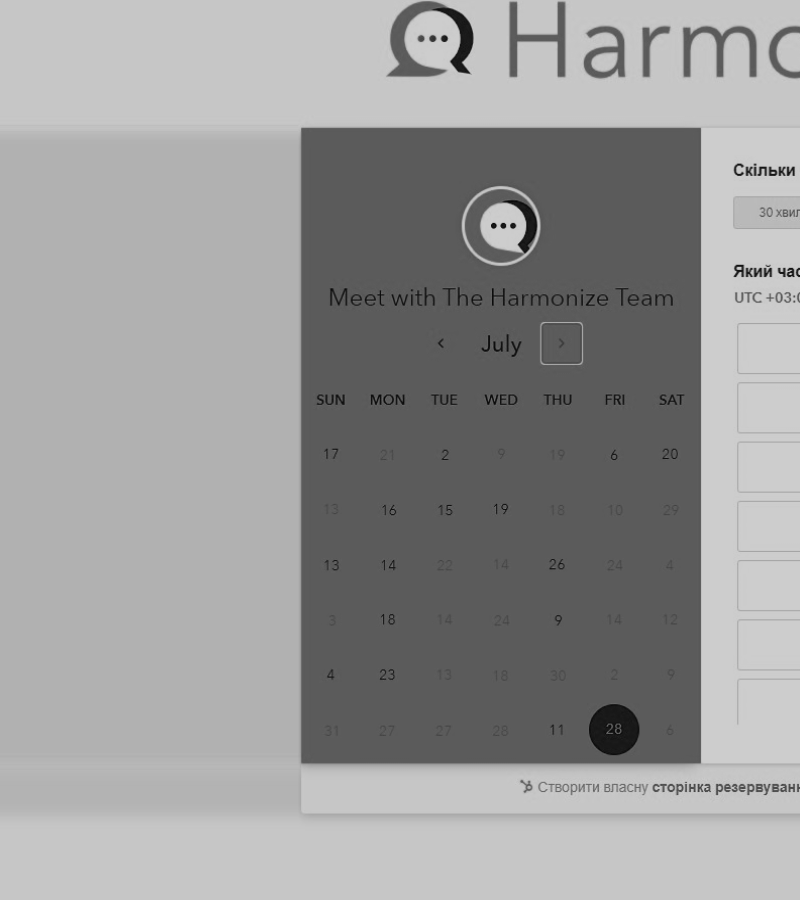 Harmo
Meet with The Harmonize Team
July
SUN MON TUE WED THU FRI SAT
17 21 2 9 19 6 20
13 16 15 19 18 10 29
13 14 22 14 26 24 4
3 18 14 24 9 14 12
4 23 13 18 30 2 9
31 27 27 28 11 28 6
Скільки
30 хвил
Який час
UTC +03:0
Створити власну сторінка резервуванн